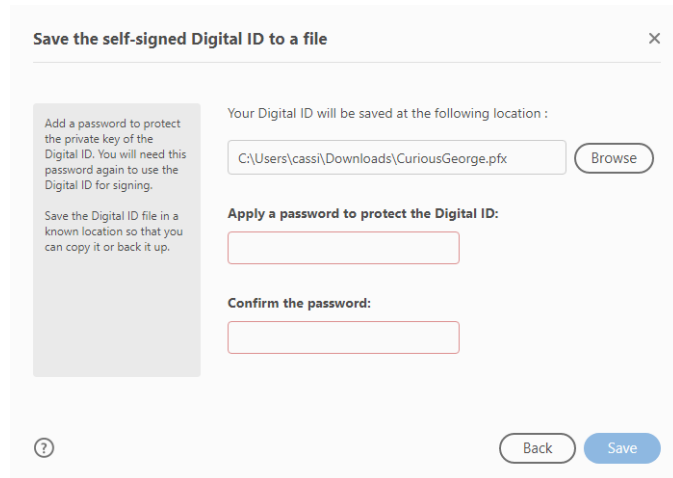 Save the self-signed Digital ID to a file
Add a password to protect
the private key of the
Digital ID. You will need this
password again to use the
Digital ID for signing.
Save the Digital ID file in a
known location so that you
can copy it or back it up.
Your Digital ID will be saved at the following location :
C:\Users\cassi\Downloads\CuriousGeorge.pfx
Browse
Apply a password to protect the Digital ID:
Confirm the password:
?
Back
Save